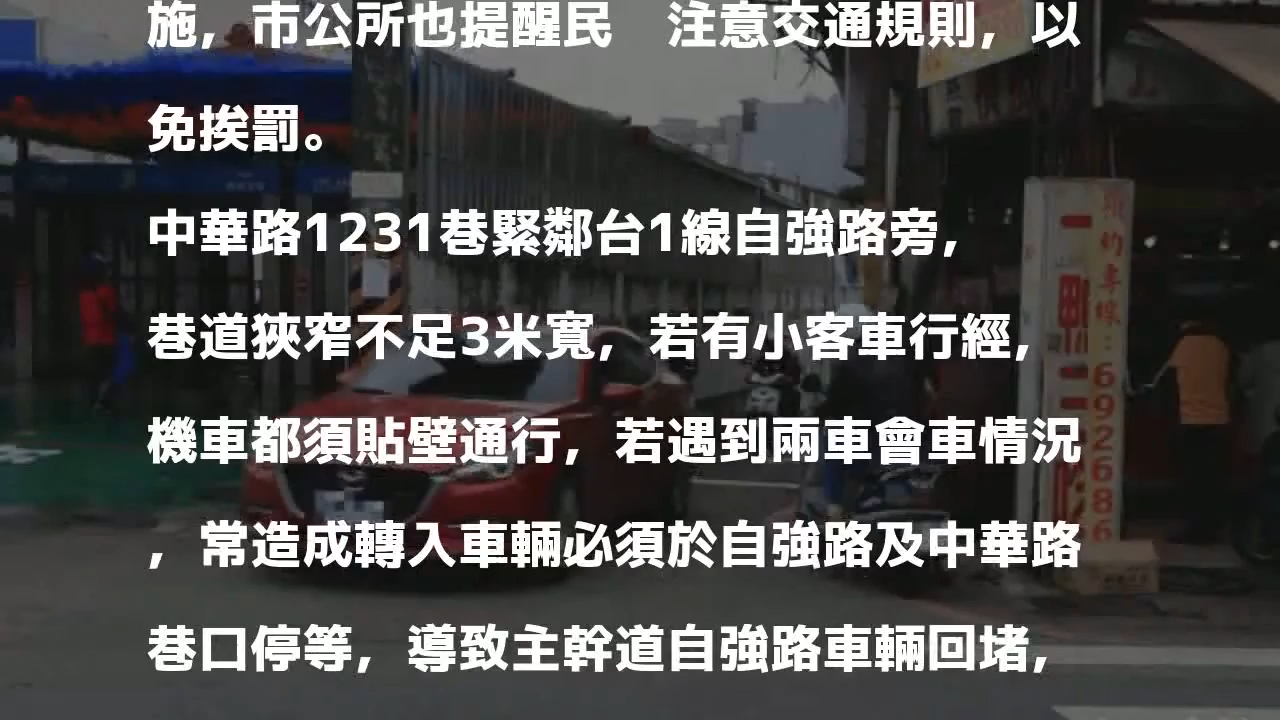 施，市公所也提醒民　注意交通規則，以
免挨罰。
中華路1231巷緊鄰台1線自強路旁，
巷道狹窄不足3米寬，若有小客車行經，
機車都須貼壁通行，若遇到兩車會車情況
，常造成轉入車輛必須於自強路及中華路
巷口停等，導致主幹道自強路車輛回堵，
預約專線：692686